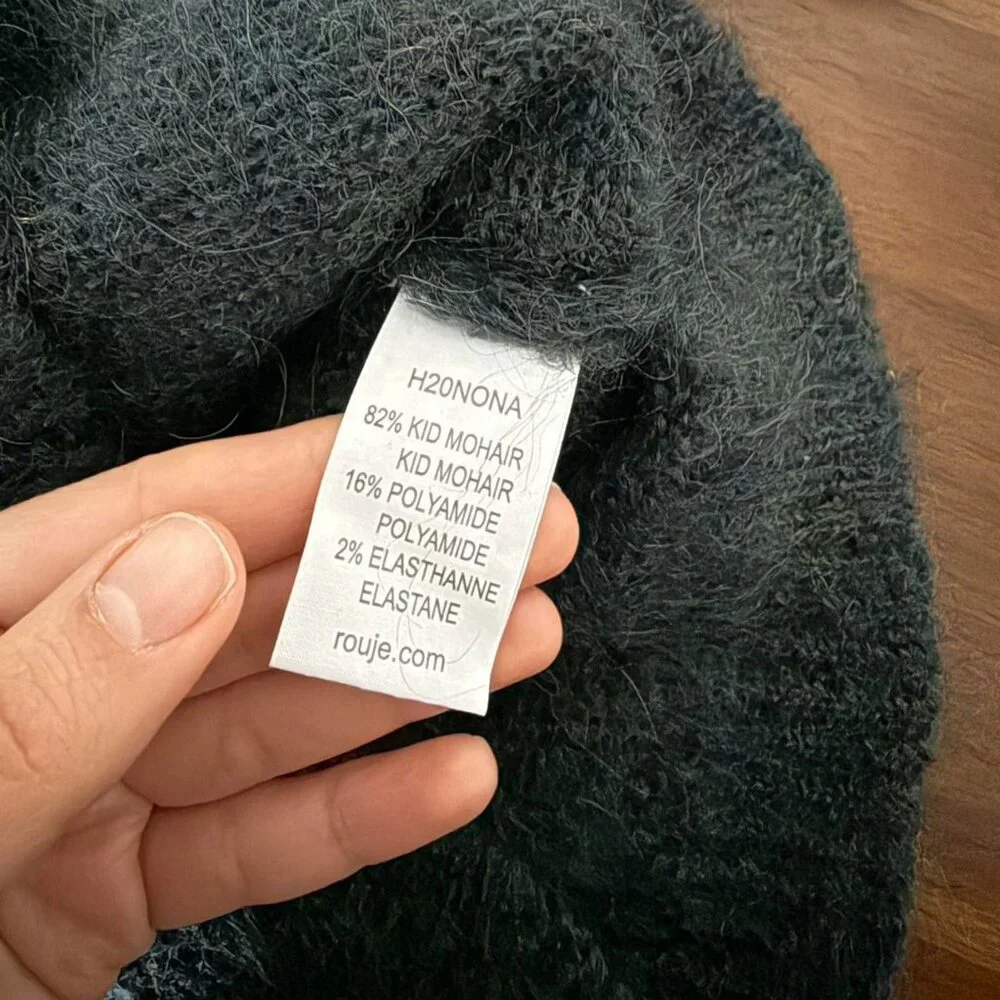 H20NONA
82% KID MOHAIR
KID MOHAIR
16% POLYAMIDE
POLYAMIDE
2% ELASTHANNE
ELASTANE
rouje.com